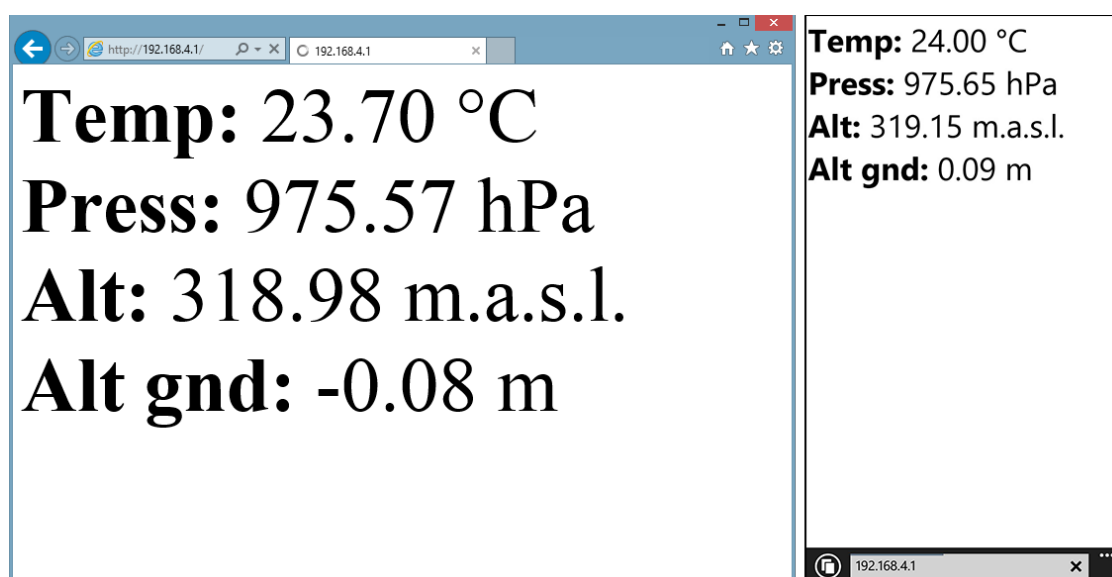 http://192.168.4.1/
192.168.4.1
Temp: 23.70 °C
Press: 975.57 hPa
Alt: 318.98 m.a.s.l.
Alt gnd: -0.08 m
Temp: 24.00 °C
Press: 975.65 hPa
Alt: 319.15 m.a.s.l.
Alt gnd: 0.09 m
192.168.4.1